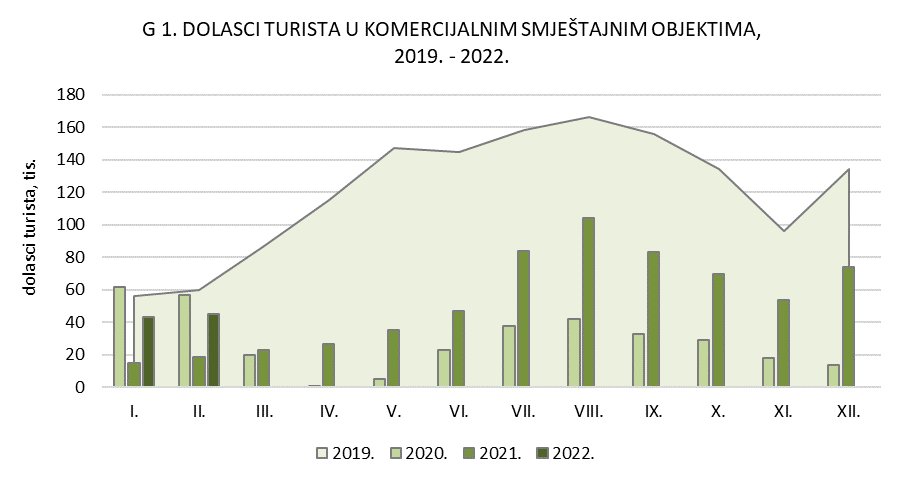 G 1. DOLASCI TURISTA U KOMERCIJALNIM SMJEŠTAJNIM OBJEKTIMA,
2019. - 2022.
dolasci turista, tis.
180
160
140
120
100
80
60
40
20
0
I. II. III. IV. V. VI. VII. VIII. IX. X. XI. XII.
2019. 2020. 2021. 2022.